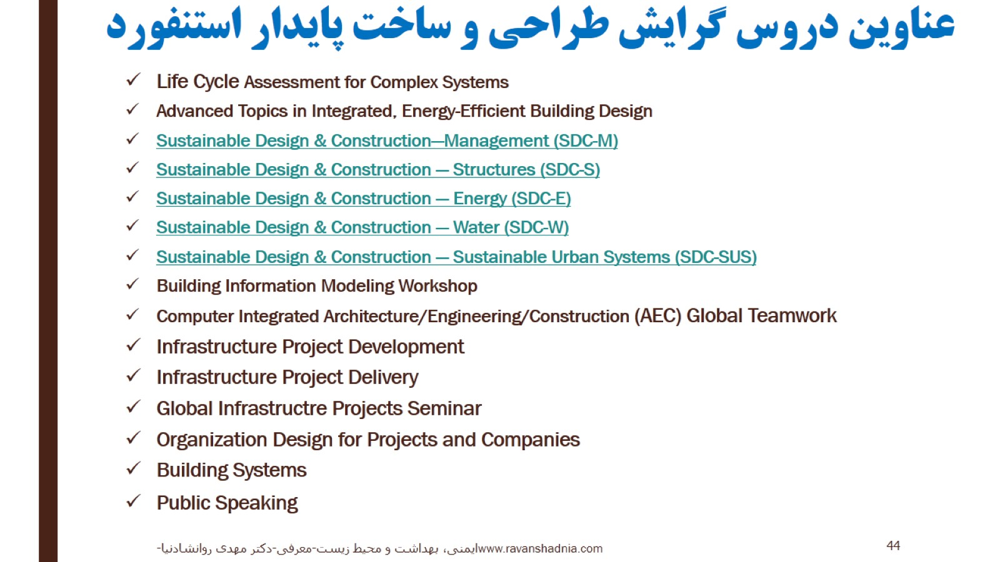 عناوین دروس گرایش طراحی و ساخت پایدار استنفورد
✓ Life Cycle Assessment for Complex Systems
✓ Advanced Topics in Integrated, Energy-Efficient Building Design
✓ Sustainable Design & Construction—Management (SDC-M)
✓ Sustainable Design & Construction — Structures (SDC-S)
✓ Sustainable Design & Construction — Energy (SDC-E)
✓ Sustainable Design & Construction — Water (SDC-W)
✓ Sustainable Design & Construction — Sustainable Urban Systems (SDC-SUS)
✓ Building Information Modeling Workshop
✓ Computer Integrated Architecture/Engineering/Construction (AEC) Global Teamwork
✓ Infrastructure Project Development
✓ Infrastructure Project Delivery
✓ Global Infrastructre Projects Seminar
✓ Organization Design for Projects and Companies
✓ Building Systems
✓ Public Speaking
www.ravanshadnia.comایمنی، بهداشت و محیط زیست-معرفی-دکتر مهدی روانشادنیا-
44